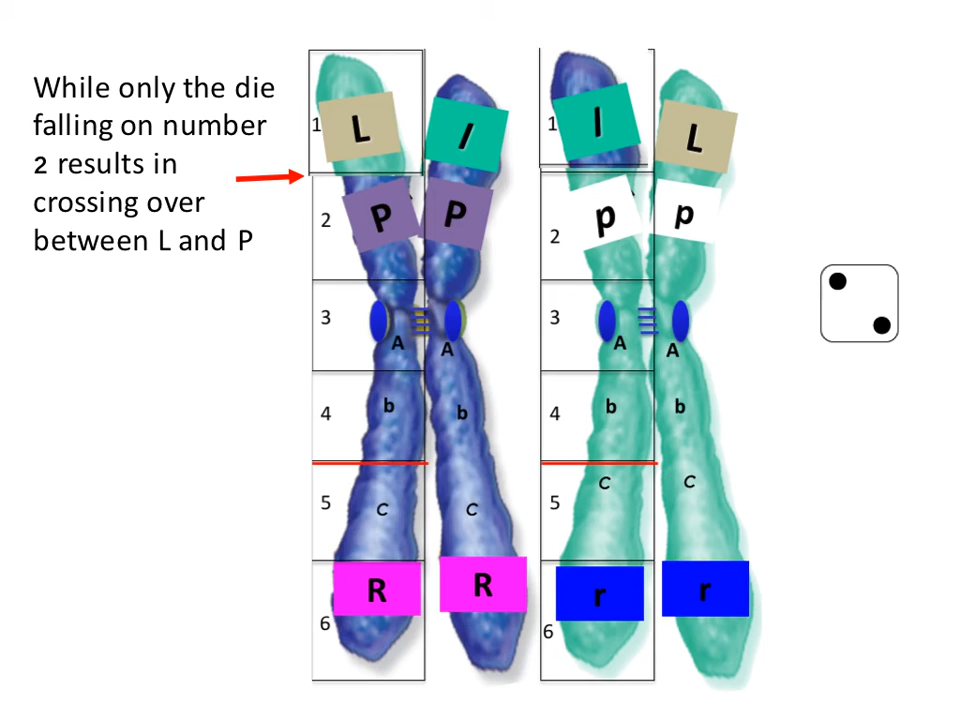 While only the die
falling on number
2 results in
crossing over
between L and P
1 L l 1 l L
2 P P 2 p p
3 3
A A A A
4 b b 4 b b
5 C C 5 C C
R R r r
6 6